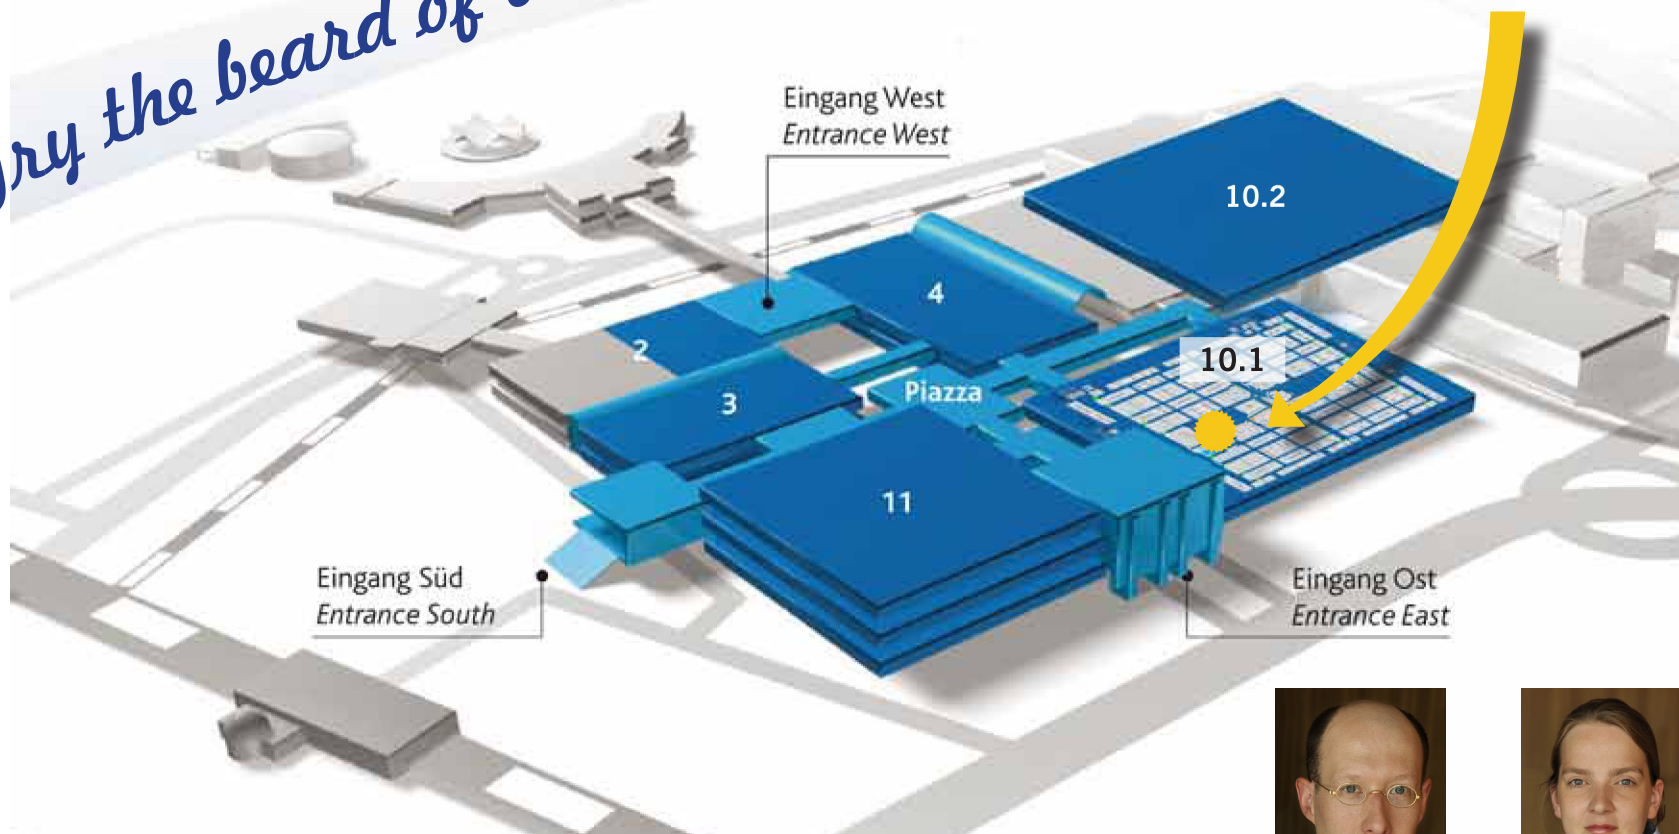 the beard of
Eingang West
Entrance West
10.2
4
2
10.1
3
Piazza
11
Eingang Süd
Entrance South
Eingang Ost
Entrance East